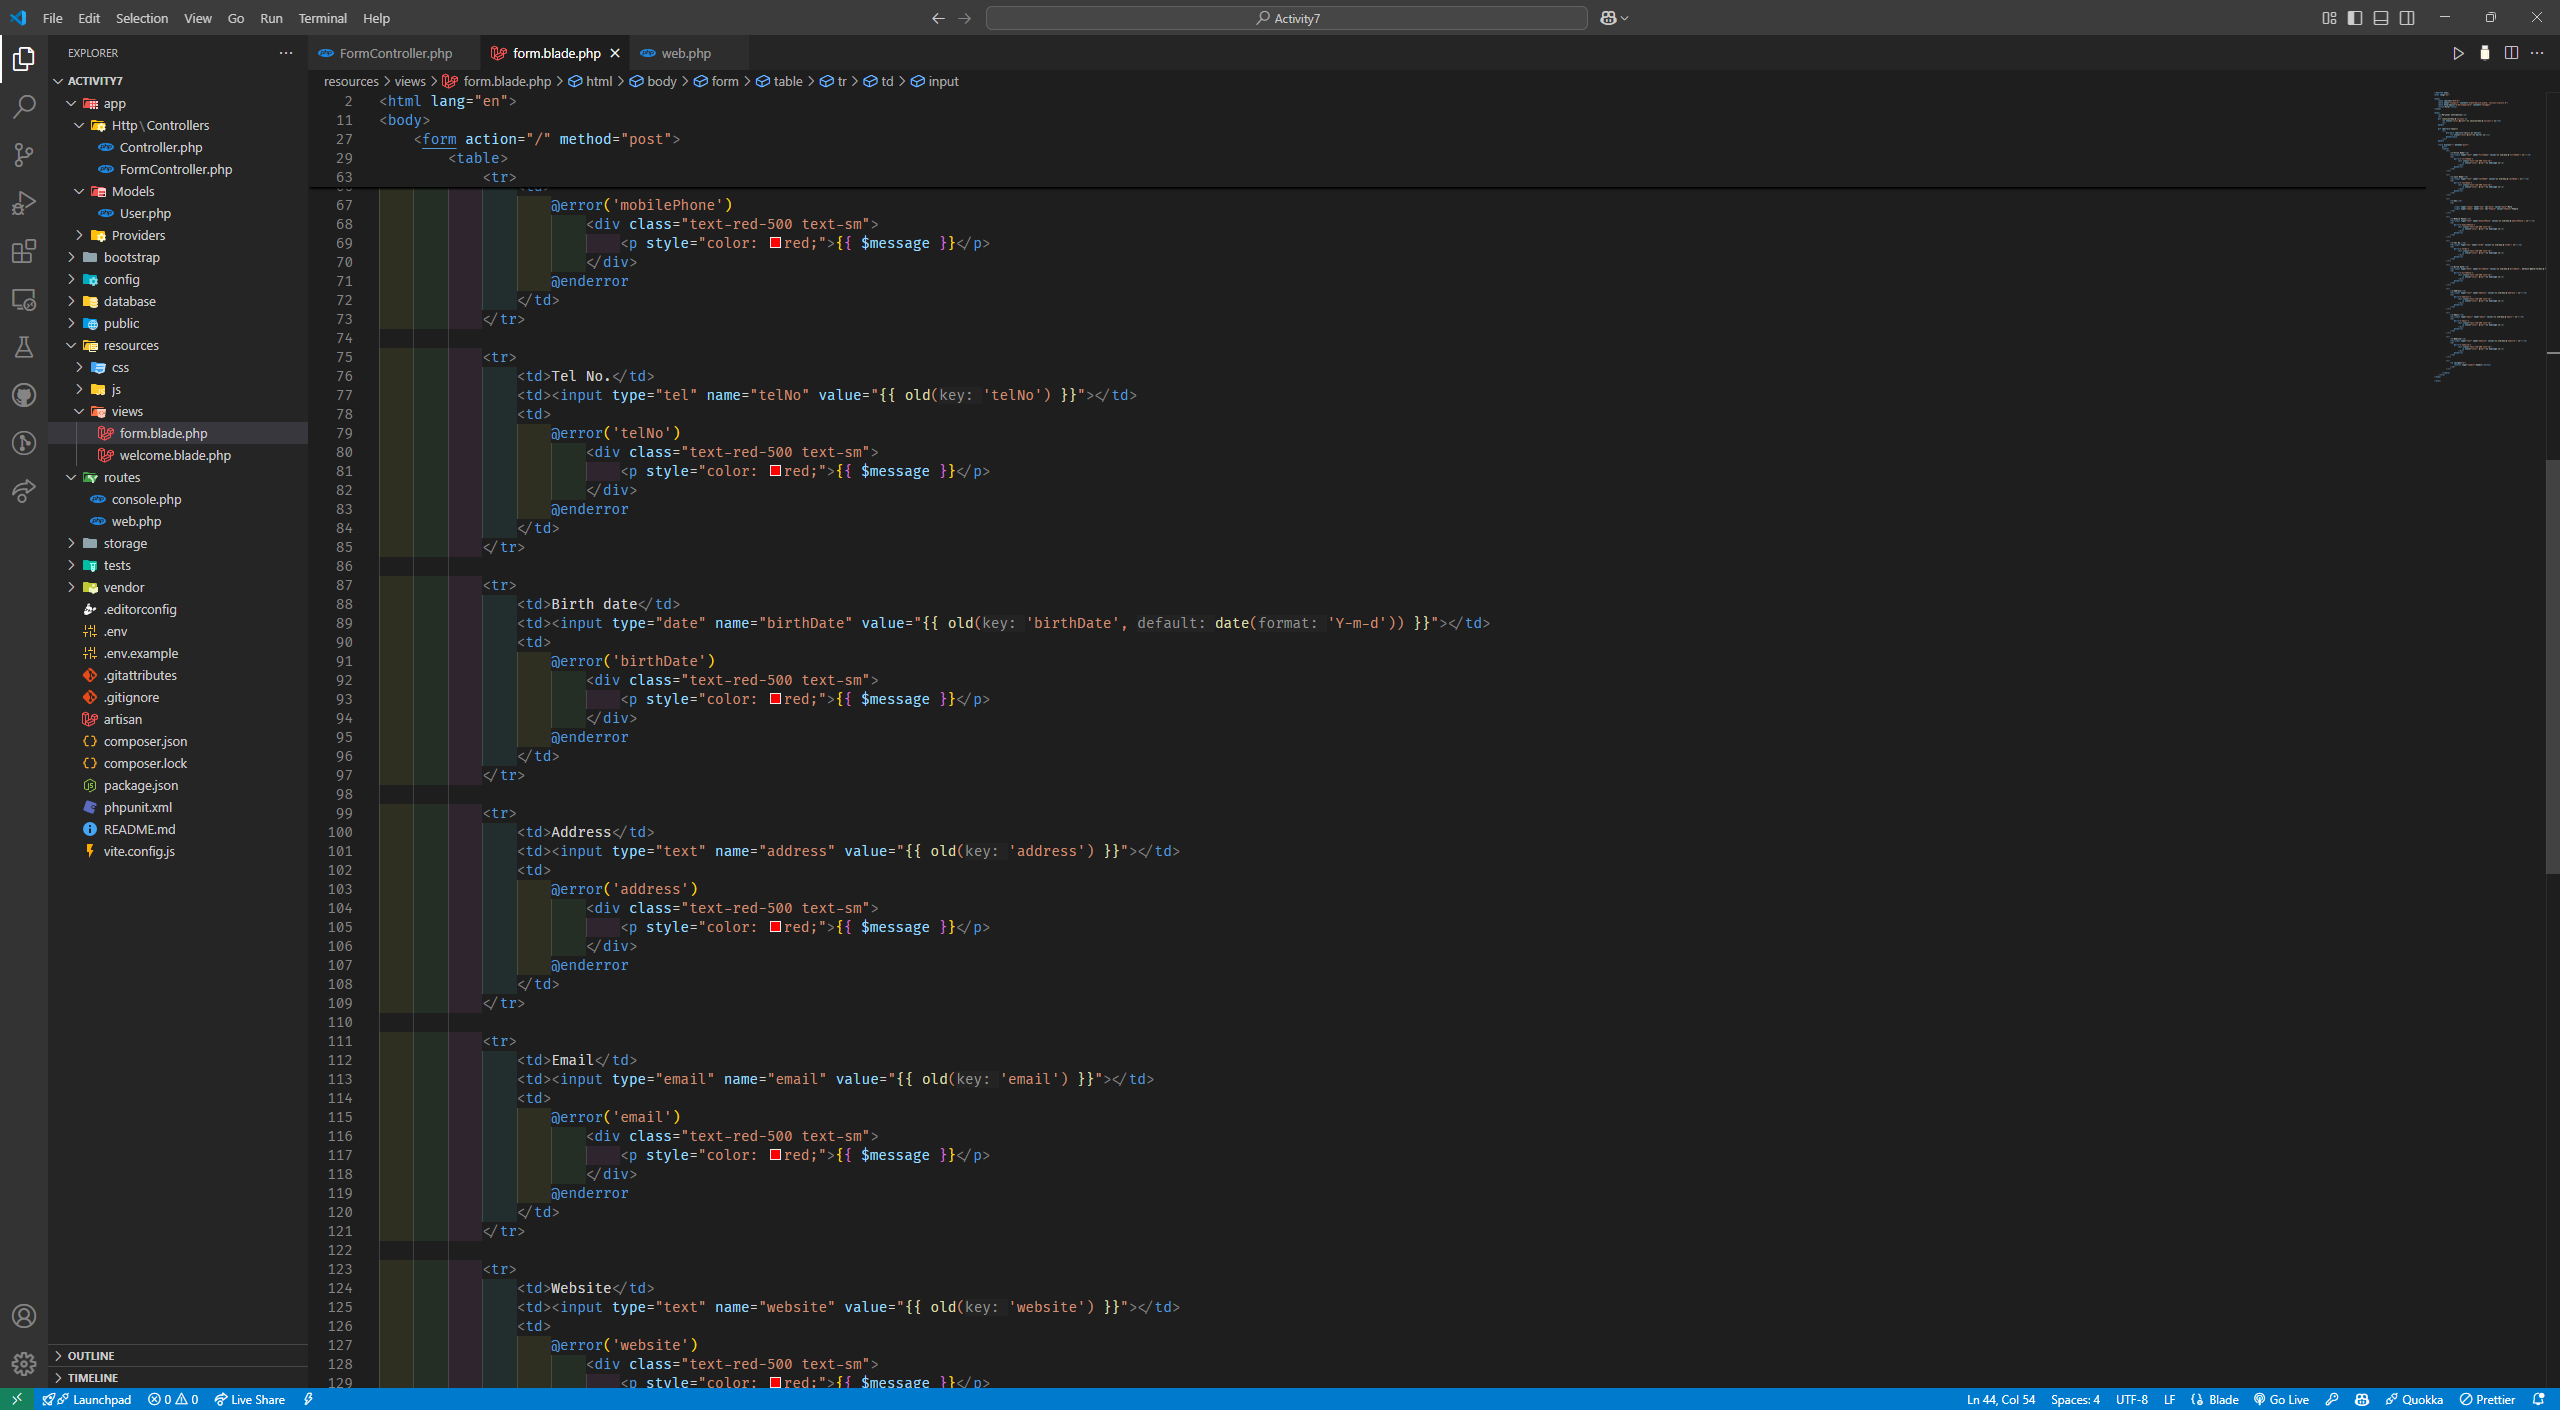 File Edit Selection View Go Run Terminal Help
Activity7
EXPLORER
ACTIVITY7
app
Http\Controllers
Controller.php
FormController.php
Models
User.php
Providers
bootstrap
config
database
public
resources
css
js
views
form.blade.php
welcome.blade.php
routes
console.php
web.php
storage
tests
vendor
.editorconfig
.env
.env.example
.gitattributes
.gitignore
artisan
composer.json
composer.lock
package.json
phpunit.xml
README.md
vite.config.js
OUTLINE
TIMELINE
FormController.php form.blade.php web.php
resources > views > form.blade.php > html > body > form > table > tr > td > input
2 <html lang="en">
11 <body>
27 <form action="/" method="post">
29 <table>
63 <tr>
67 @error('mobilePhone')
68 <div class="text-red-500 text-sm">
69 <p style="color: red;">{{ $message }}</p>
70 </div>
71 @enderror
72 </td>
73 </tr>
74
75 <tr>
76 <td>Tel No.</td>
77 <td><input type="tel" name="telNo" value="{{ old(key: 'telNo') }}"></td>
78 <td>
79 @error('telNo')
80 <div class="text-red-500 text-sm">
81 <p style="color: red;">{{ $message }}</p>
82 </div>
83 @enderror
84 </td>
85 </tr>
86
87 <tr>
88 <td>Birth date</td>
89 <td><input type="date" name="birthDate" value="{{ old(key: 'birthDate', default: date(format: 'Y-m-d')) }}"></td>
90 <td>
91 @error('birthDate')
92 <div class="text-red-500 text-sm">
93 <p style="color: red;">{{ $message }}</p>
94 </div>
95 @enderror
96 </td>
97 </tr>
98
99 <tr>
100 <td>Address</td>
101 <td><input type="text" name="address" value="{{ old(key: 'address') }}"></td>
102 <td>
103 @error('address')
104 <div class="text-red-500 text-sm">
105 <p style="color: red;">{{ $message }}</p>
106 </div>
107 @enderror
108 </td>
109 </tr>
110
111 <tr>
112 <td>Email</td>
113 <td><input type="email" name="email" value="{{ old(key: 'email') }}"></td>
114 <td>
115 @error('email')
116 <div class="text-red-500 text-sm">
117 <p style="color: red;">{{ $message }}</p>
118 </div>
119 @enderror
120 </td>
121 </tr>
122
123 <tr>
124 <td>Website</td>
125 <td><input type="text" name="website" value="{{ old(key: 'website') }}"></td>
126 <td>
127 @error('website')
128 <div class="text-red-500 text-sm">
129 <p style="color: red;">{{ $message }}</p>
Launchpad 0 0 Live Share Ln 44, Col 54 Spaces: 4 UTF-8 LF Blade Go Live Quokka Prettier